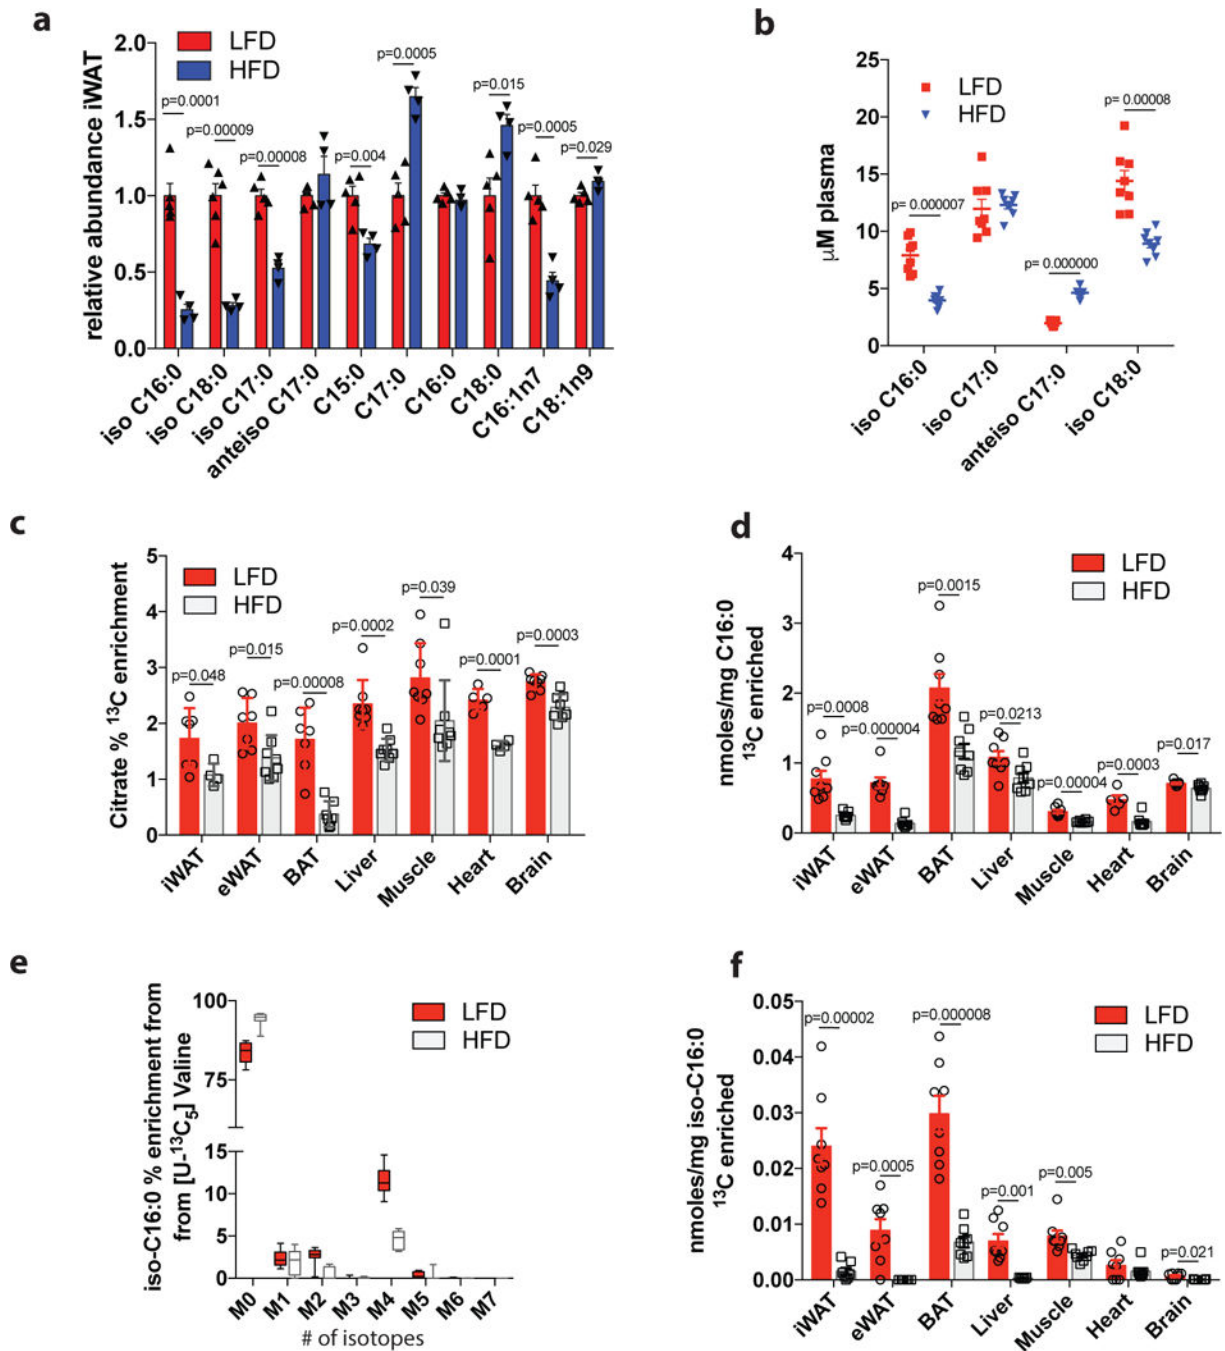 a
LFD
HFD
relative abundance iWAT
2.0
1.5
1.0
0.5
0.0
p=0.0001
p=0.00009
p=0.00008
p=0.004
p=0.0005
p=0.015
p=0.0005
p=0.029
iso C16:0
iso C18:0
iso C17:0
anteiso C17:0
C15:0
C17:0
C16:0
C18:0
C16:1n7
C18:1n9
b
LFD
HFD
µM plasma
25
20
15
10
5
0
p= 0.000007
p= 0.000000
p= 0.00008
iso C16:0
iso C17:0
anteiso C17:0
iso C18:0
c
LFD
HFD
Citrate % ¹³C enrichment
5
4
3
2
1
0
p=0.048
p=0.015
p=0.00008
p=0.0002
p=0.039
p=0.0001
p=0.0003
iWAT
eWAT
BAT
Liver
Muscle
Heart
Brain
d
LFD
HFD
nmoles/mg C16:0
¹³C enriched
4
3
2
1
0
p=0.0008
p=0.000004
p=0.0015
p=0.0213
p=0.00004
p=0.0003
p=0.017
iWAT
eWAT
BAT
Liver
Muscle
Heart
Brain
e
LFD
HFD
iso-C16:0 % enrichment from
from [U-¹³C₅] Valine
100
75
15
10
5
0
M0
M1
M2
M3
M4
M5
M6
M7
# of isotopes
f
LFD
HFD
nmoles/mg iso-C16:0
¹³C enriched
0.05
0.04
0.03
0.02
0.01
0.00
p=0.00002
p=0.0005
p=0.000008
p=0.001
p=0.005
p=0.021
iWAT
eWAT
BAT
Liver
Muscle
Heart
Brain